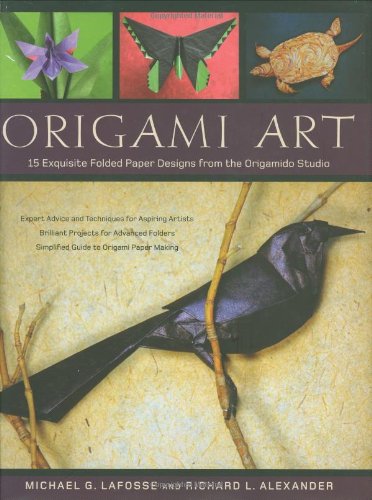 ORIGAMI ART
15 Exquisite Folded Paper Designs from the Origamido Studio
Expert Advice and Techniques for Aspiring Artists
Brilliant Projects for Advanced Folders
Simplified Guide to Origami Paper Making
MICHAEL G. LAFOSSE AND RICHARD L. ALEXANDER